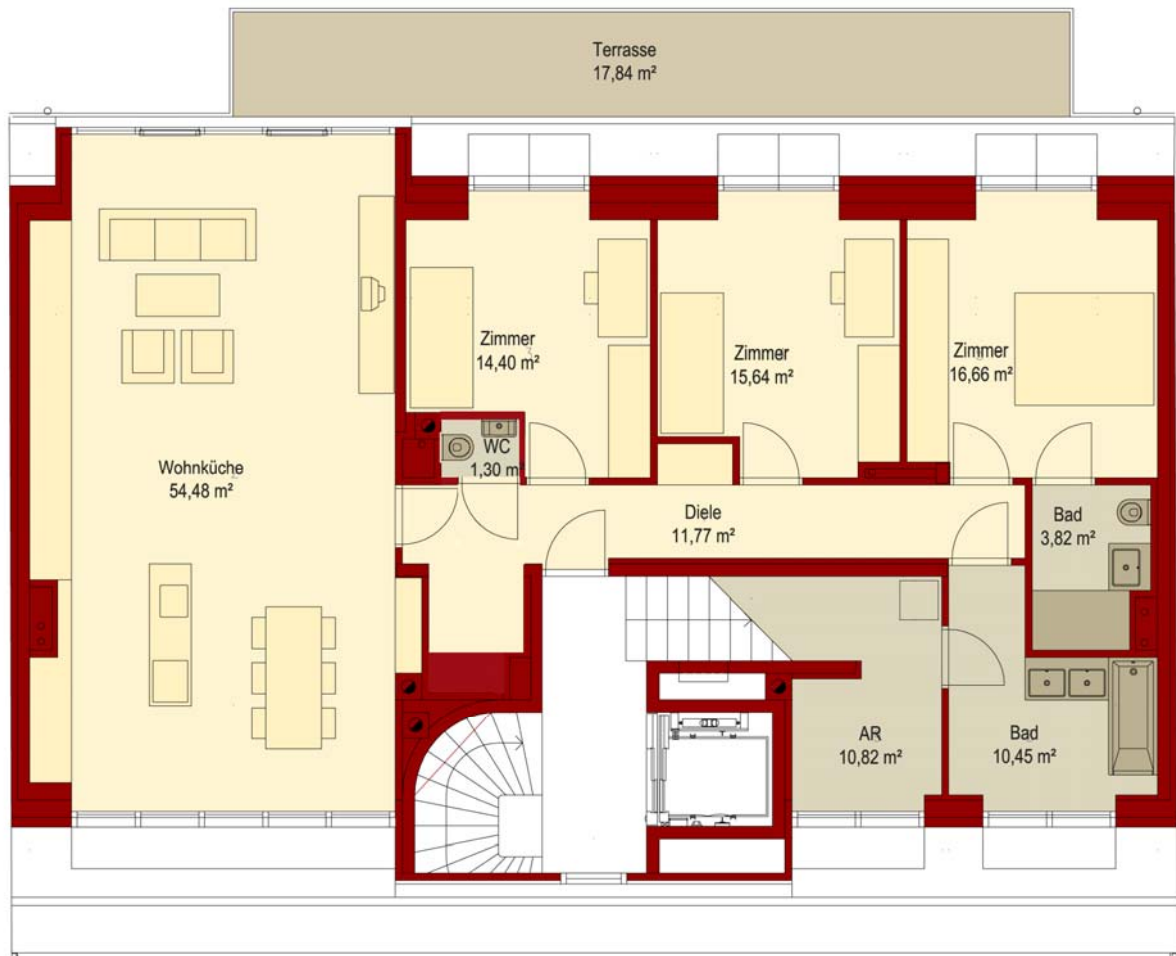 Terrasse
17,84 m²
Zimmer
14,40 m²
Zimmer
15,64 m²
Zimmer
16,66 m²
WC
1,30 m²
Wohnküche
54,48 m²
Diele
11,77 m²
Bad
3,82 m²
AR
10,82 m²
Bad
10,45 m²